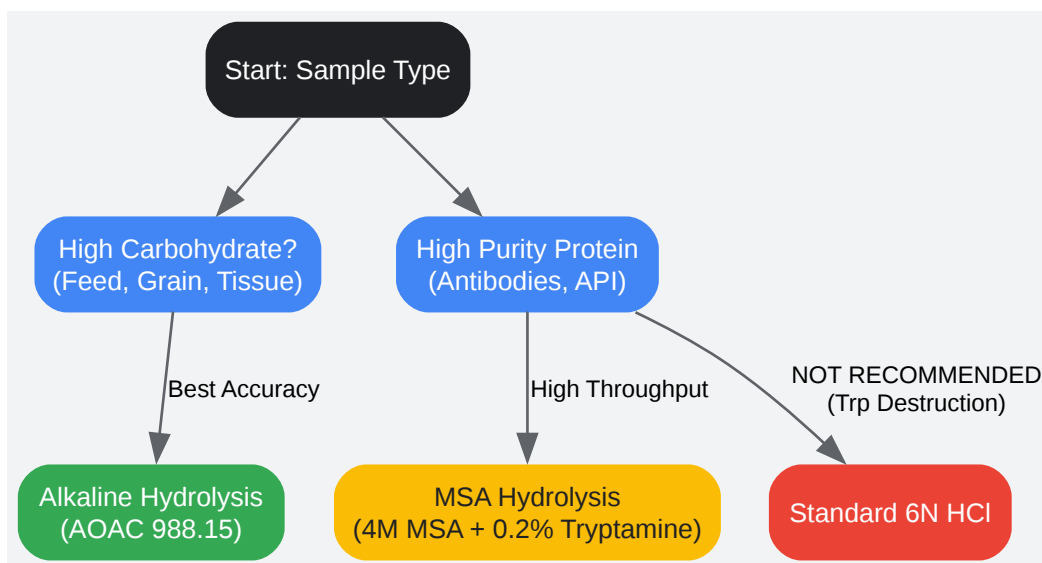 Start: Sample Type
High Carbohydrate?
(Feed, Grain, Tissue)
High Purity Protein
(Antibodies, API)
Best Accuracy
High Throughput
NOT RECOMMENDED
(Trp Destruction)
Alkaline Hydrolysis
(AOAC 988.15)
MSA Hydrolysis
(4M MSA + 0.2% Tryptamine)
Standard 6N HCl